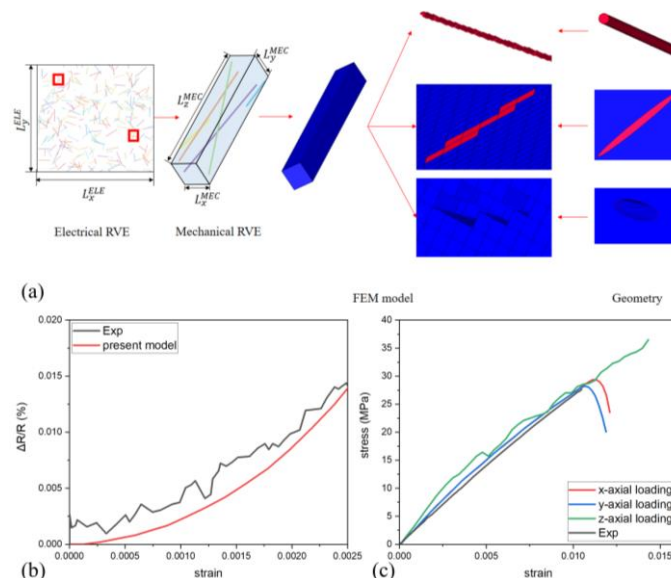 L_y^{MEC}
L_z^{MEC}
L_y^{ELE}
L_x^{ELE}
L_x^{MEC}
Electrical RVE
Mechanical RVE
(a)
FEM model
Geometry
0.020
0.015
0.010
0.005
0.000
ΔR/R (%)
Exp
present model
0.0000
0.0005
0.0010
0.0015
0.0020
0.0025
strain
(b)
40
35
30
25
20
15
10
5
0
stress (MPa)
x-axial loading
y-axial loading
z-axial loading
Exp
0.000
0.005
0.010
0.015
strain
(c)